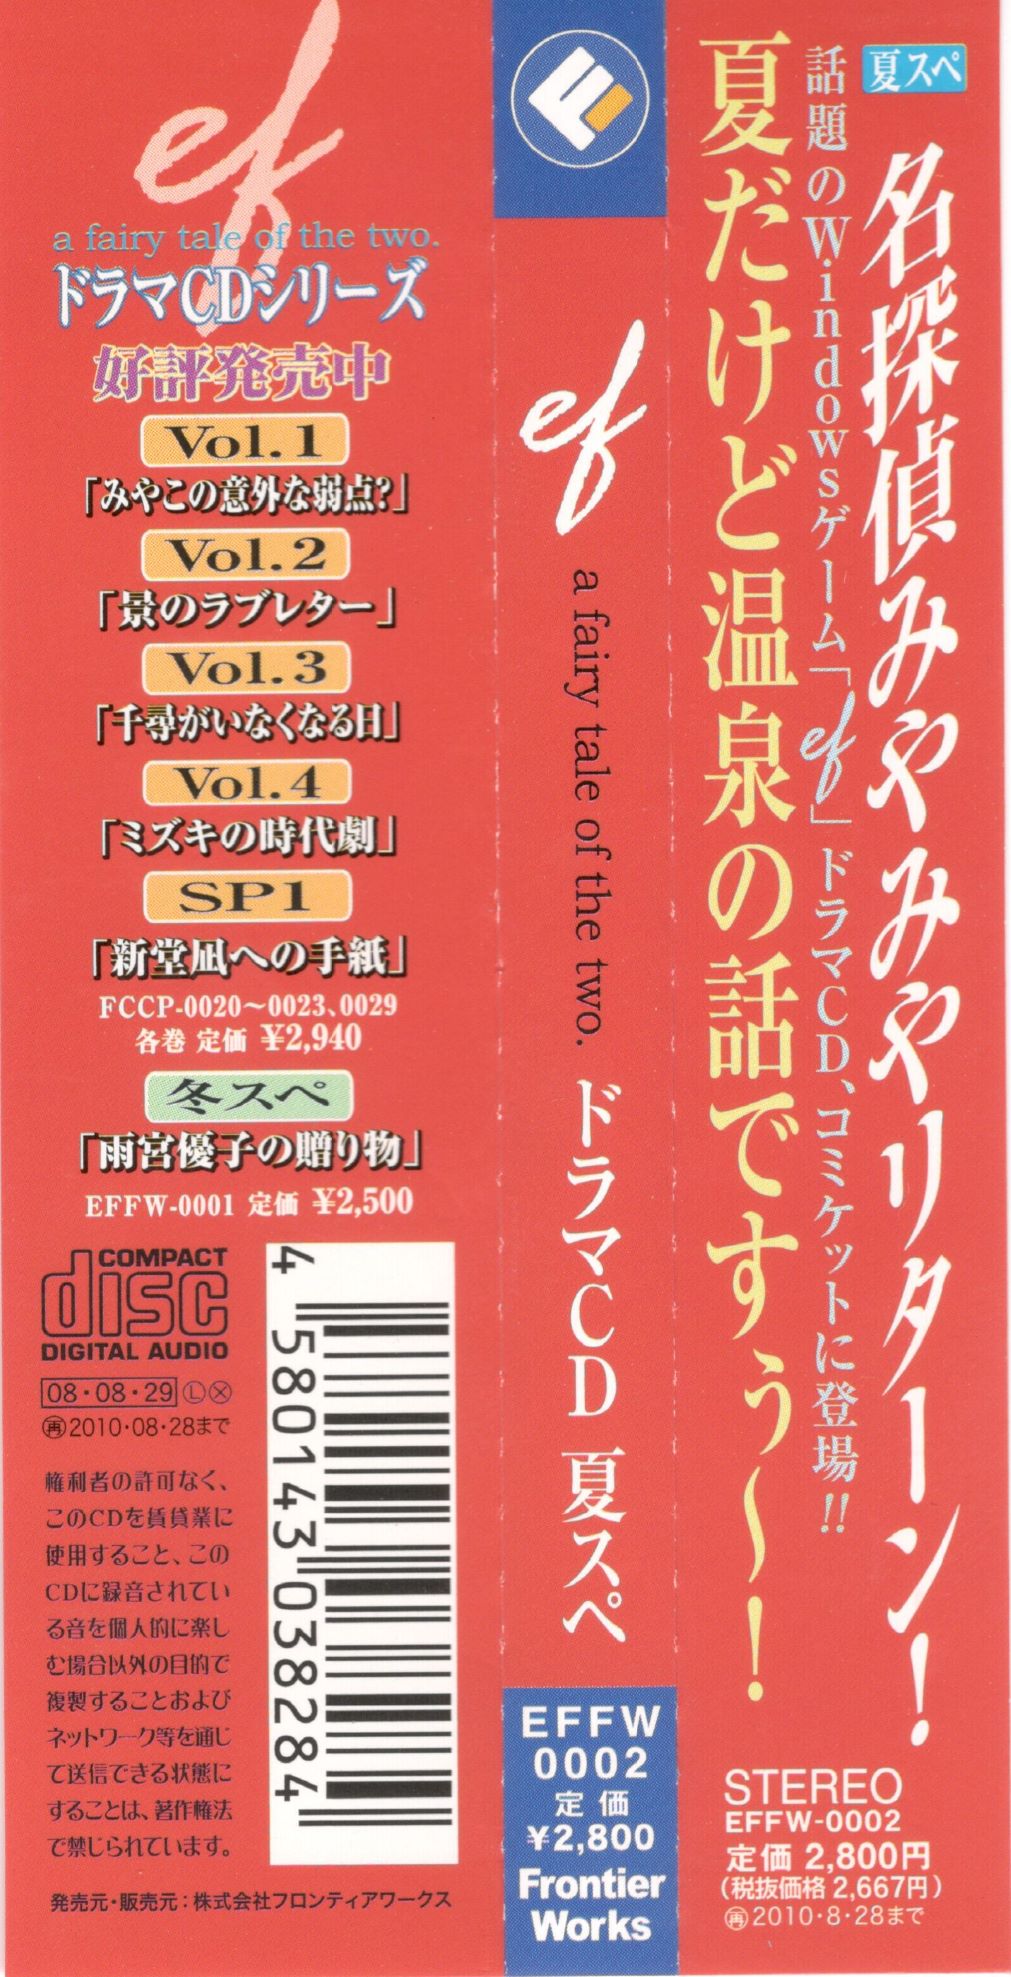 夏スペ
名探偵みやみやリターン!
話題のWindowsゲーム「ef」ドラマCD、コミケットに登場!!
夏だけど温泉の話ですぅ〜!
STEREO
EFFW-0002
定価 2,800円
(税抜価格 2,667円)
再2010・8・28まで
ef
a fairy tale of the two.
ドラマCD 夏スペ
EFFW
0002
定価
¥2,800
Frontier
Works
ef
a fairy tale of the two.
ドラマCDシリーズ
好評発売中
Vol.1
「みやこの意外な弱点?」
Vol.2
「景のラブレター」
Vol.3
「千尋がいなくなる日」
Vol.4
「ミズキの時代劇」
SP1
「新堂凪への手紙」
FCCP-0020〜0023、0029
各巻 定価 ¥2,940
冬スペ
「雨宮優子の贈り物」
EFFW-0001 定価 ¥2,500
COMPACT
disc
DIGITAL AUDIO
08・08・29 Ⓛ Ⓧ
再2010・08・28まで
権利者の許可なく、
このCDを賃貸業に
使用すること、この
CDに録音されてい
る音を個人的に楽し
む場合以外の目的で
複製することおよび
ネットワーク等を通じ
て送信できる状態に
することは、著作権法
で禁じられています。
4 580143 038284
発売元・販売元:株式会社フロンティアワークス